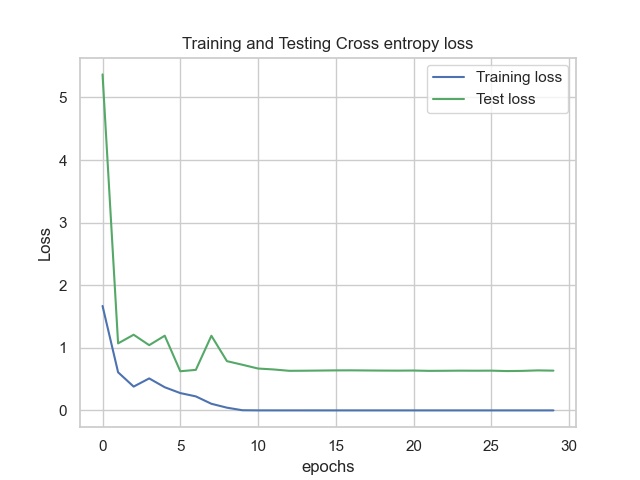 Training and Testing Cross entropy loss
Training loss
Test loss
5
4
3
2
1
0
Loss
0 5 10 15 20 25 30
epochs